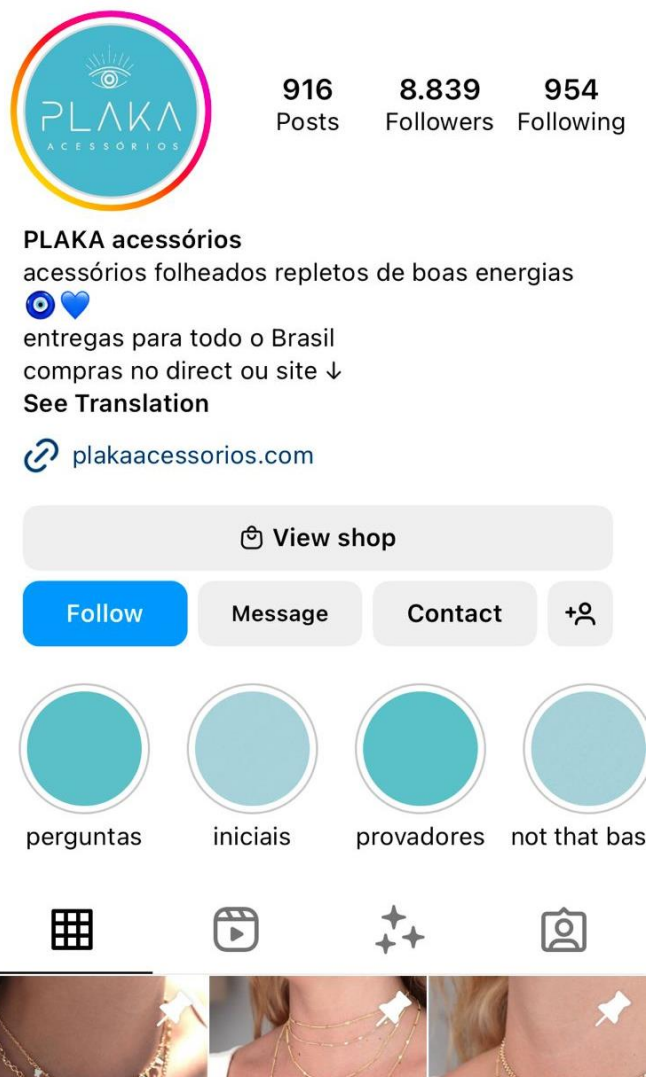 PLAKA
ACESSÓRIOS
916 8.839 954
Posts Followers Following
PLAKA acessórios
acessórios folheados repletos de boas energias
🧿💙
entregas para todo o Brasil
compras no direct ou site ↓
See Translation
plakaacessorios.com
View shop
Follow Message Contact
perguntas iniciais provadores not that bas